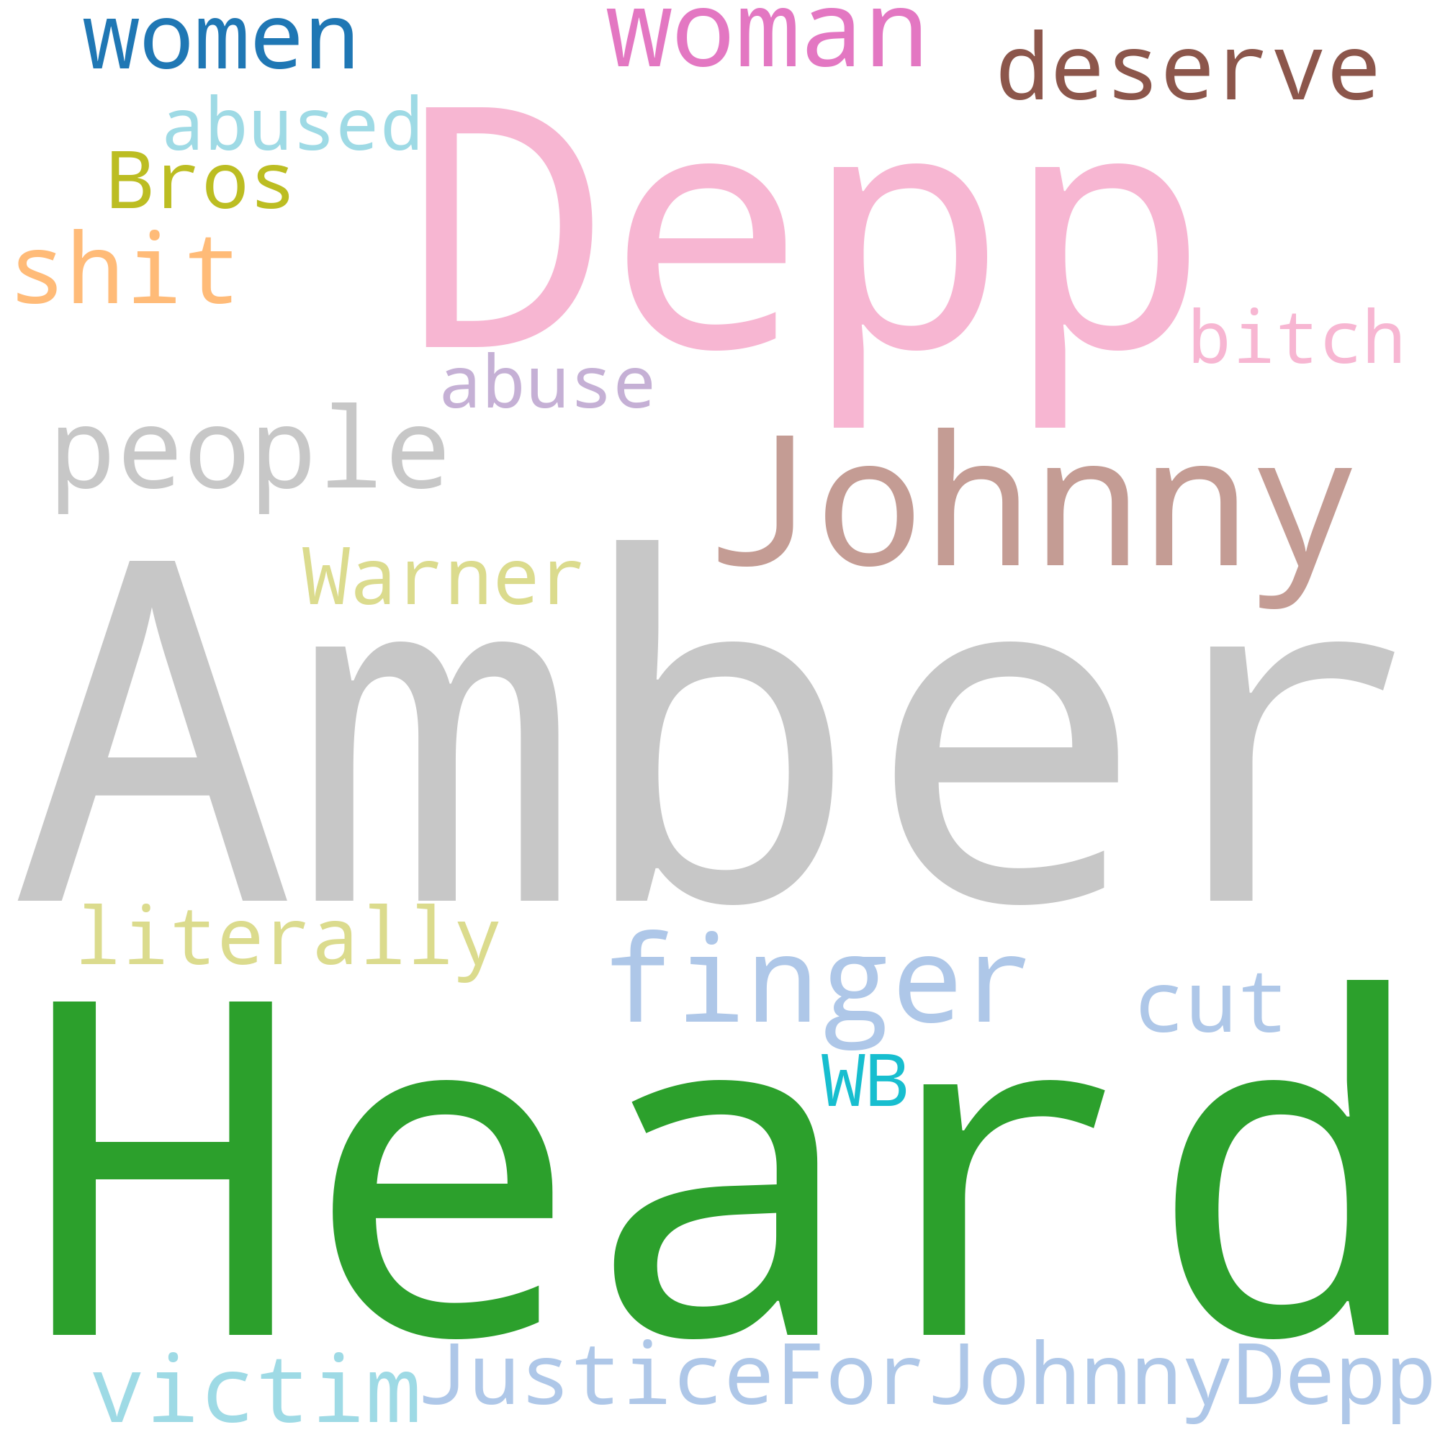 women woman deserve
abused
Depp
Bros
shit
bitch
abuse
people
Johnny
Warner
Amber
literally
finger
cut
WB
Heard
victim JusticeForJohnnyDepp